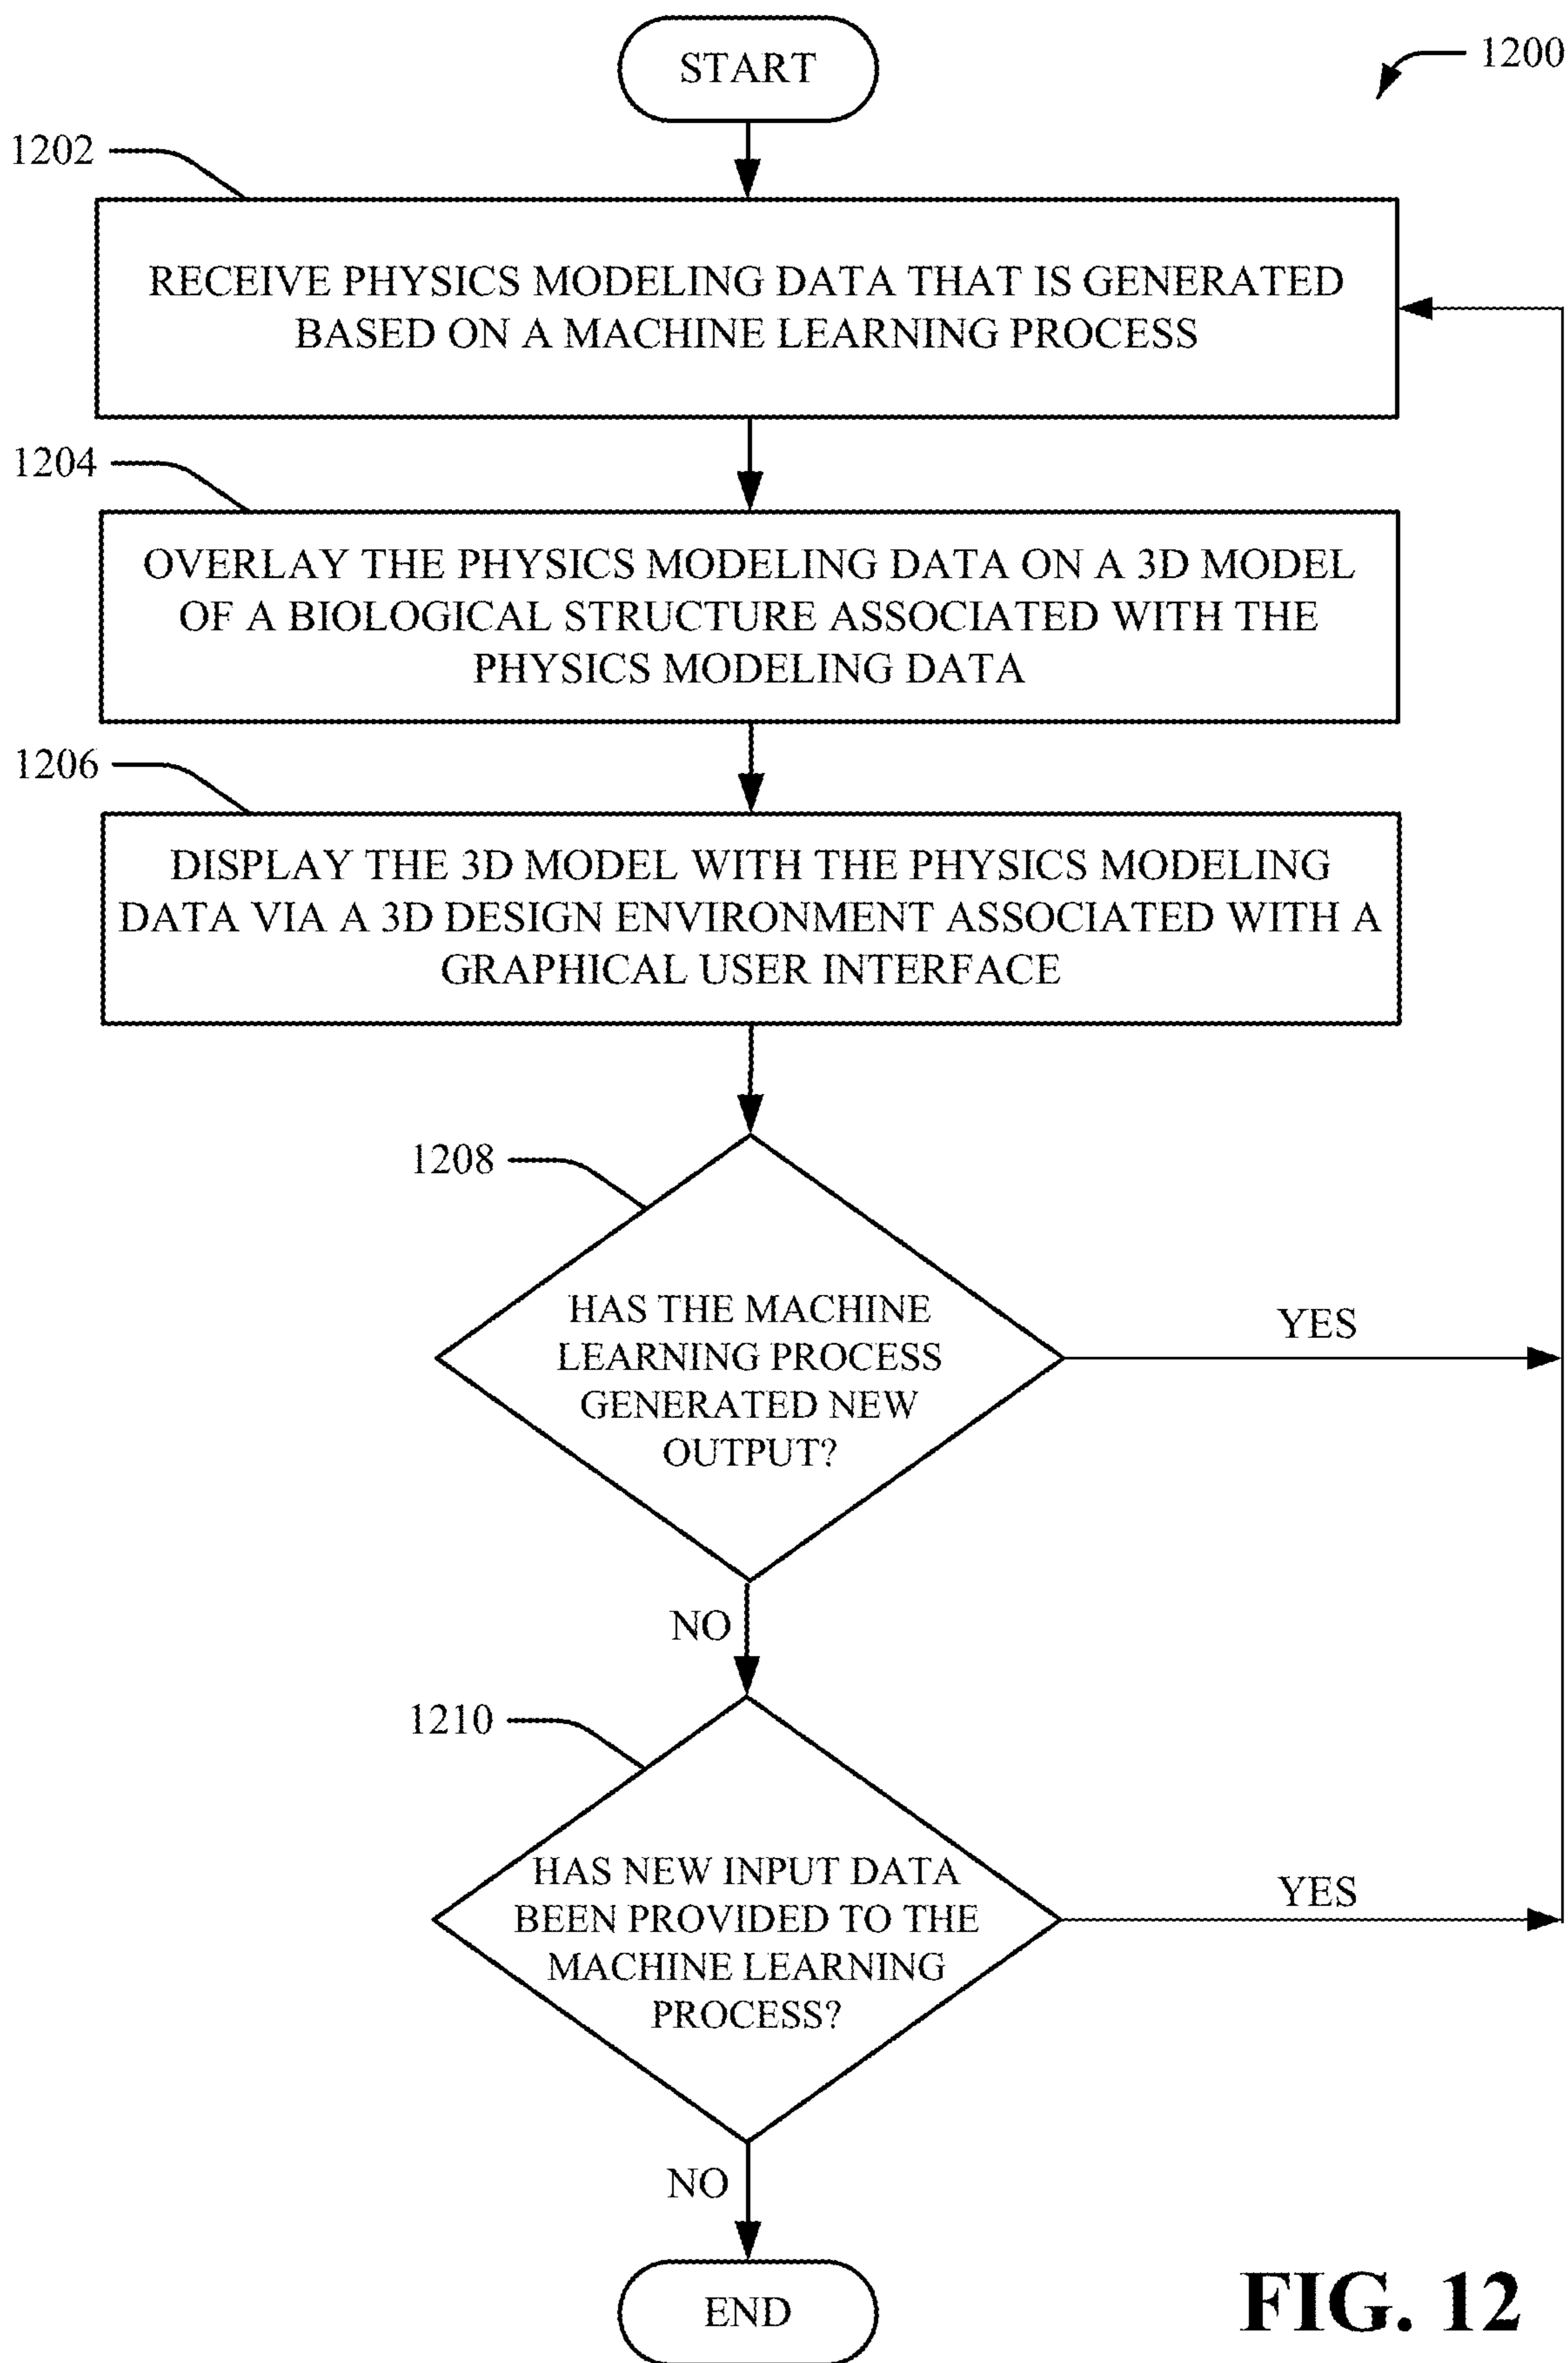 START
1200
1202
RECEIVE PHYSICS MODELING DATA THAT IS GENERATED
BASED ON A MACHINE LEARNING PROCESS
1204
OVERLAY THE PHYSICS MODELING DATA ON A 3D MODEL
OF A BIOLOGICAL STRUCTURE ASSOCIATED WITH THE
PHYSICS MODELING DATA
1206
DISPLAY THE 3D MODEL WITH THE PHYSICS MODELING
DATA VIA A 3D DESIGN ENVIRONMENT ASSOCIATED WITH A
GRAPHICAL USER INTERFACE
1208
HAS THE MACHINE
LEARNING PROCESS
GENERATED NEW
OUTPUT?
YES
NO
1210
HAS NEW INPUT DATA
BEEN PROVIDED TO THE
MACHINE LEARNING
PROCESS?
YES
NO
END
FIG. 12